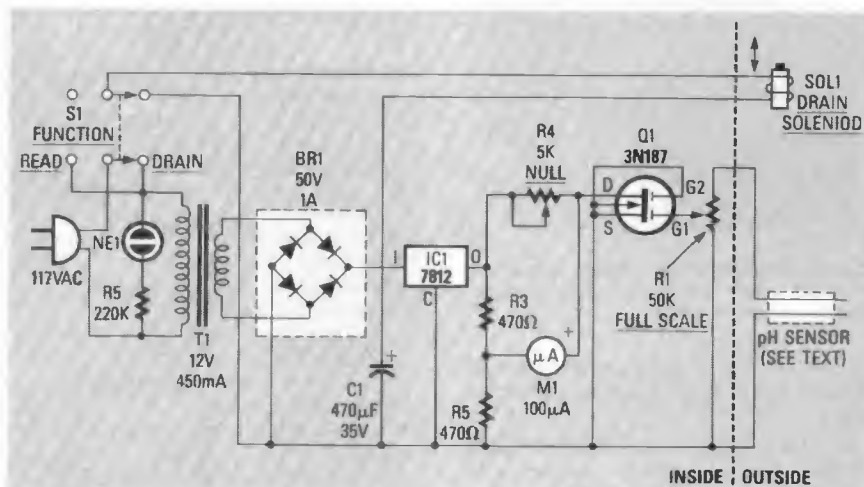 S1
FUNCTION
READ
DRAIN
NE1
117VAC
R5
220K
T1
12V
450mA
BR1
50V
1A
C1
470µF
35V
I
IC1
7812
O
C
R3
470Ω
R5
470Ω
R4
5K
NULL
µA
+
M1
100µA
+
Q1
3N187
D
S
G2
G1
R1
50K
FULL SCALE
SOL1
DRAIN
SOLENIOD
pH SENSOR
(SEE TEXT)
INSIDE
OUTSIDE